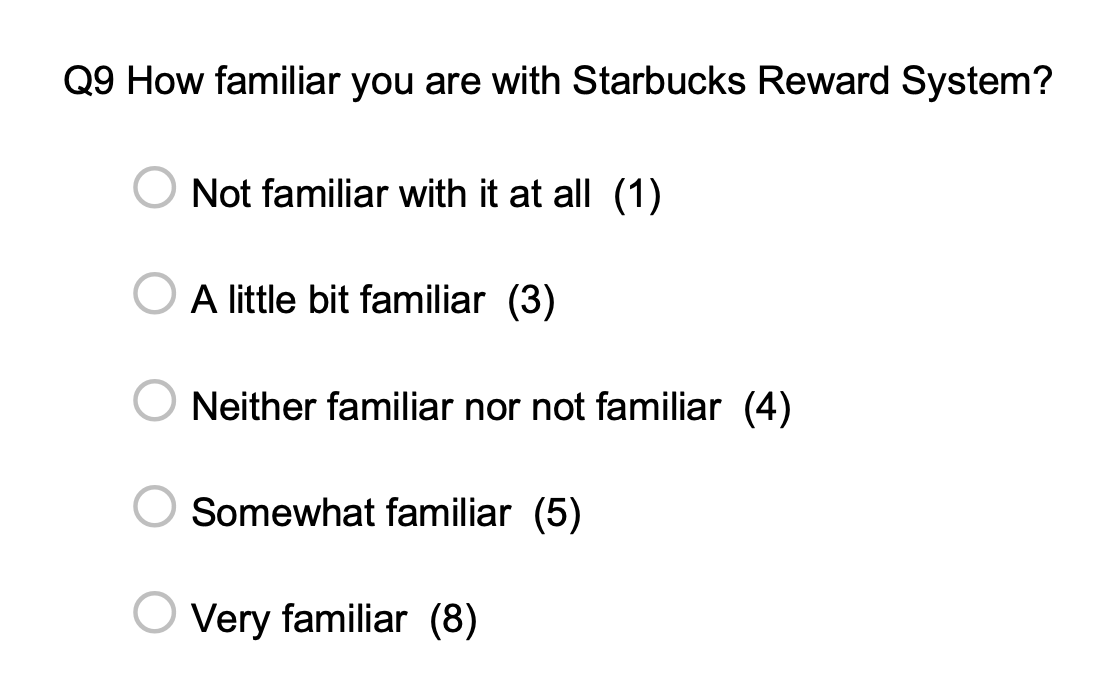 Q9 How familiar you are with Starbucks Reward System?
Not familiar with it at all (1)
A little bit familiar (3)
Neither familiar nor not familiar (4)
Somewhat familiar (5)
Very familiar (8)